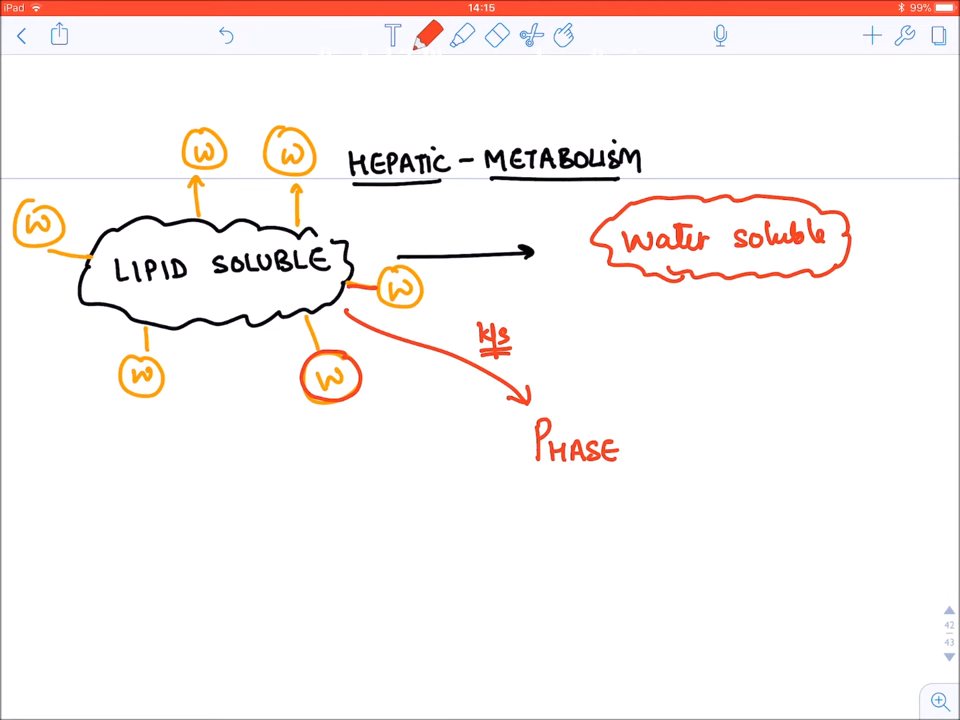 iPad 14:15 99%
T
W W
HEPATIC - METABOLISM
W
Water soluble
LIPID SOLUBLE
W
K/s
W W
PHASE
42
43